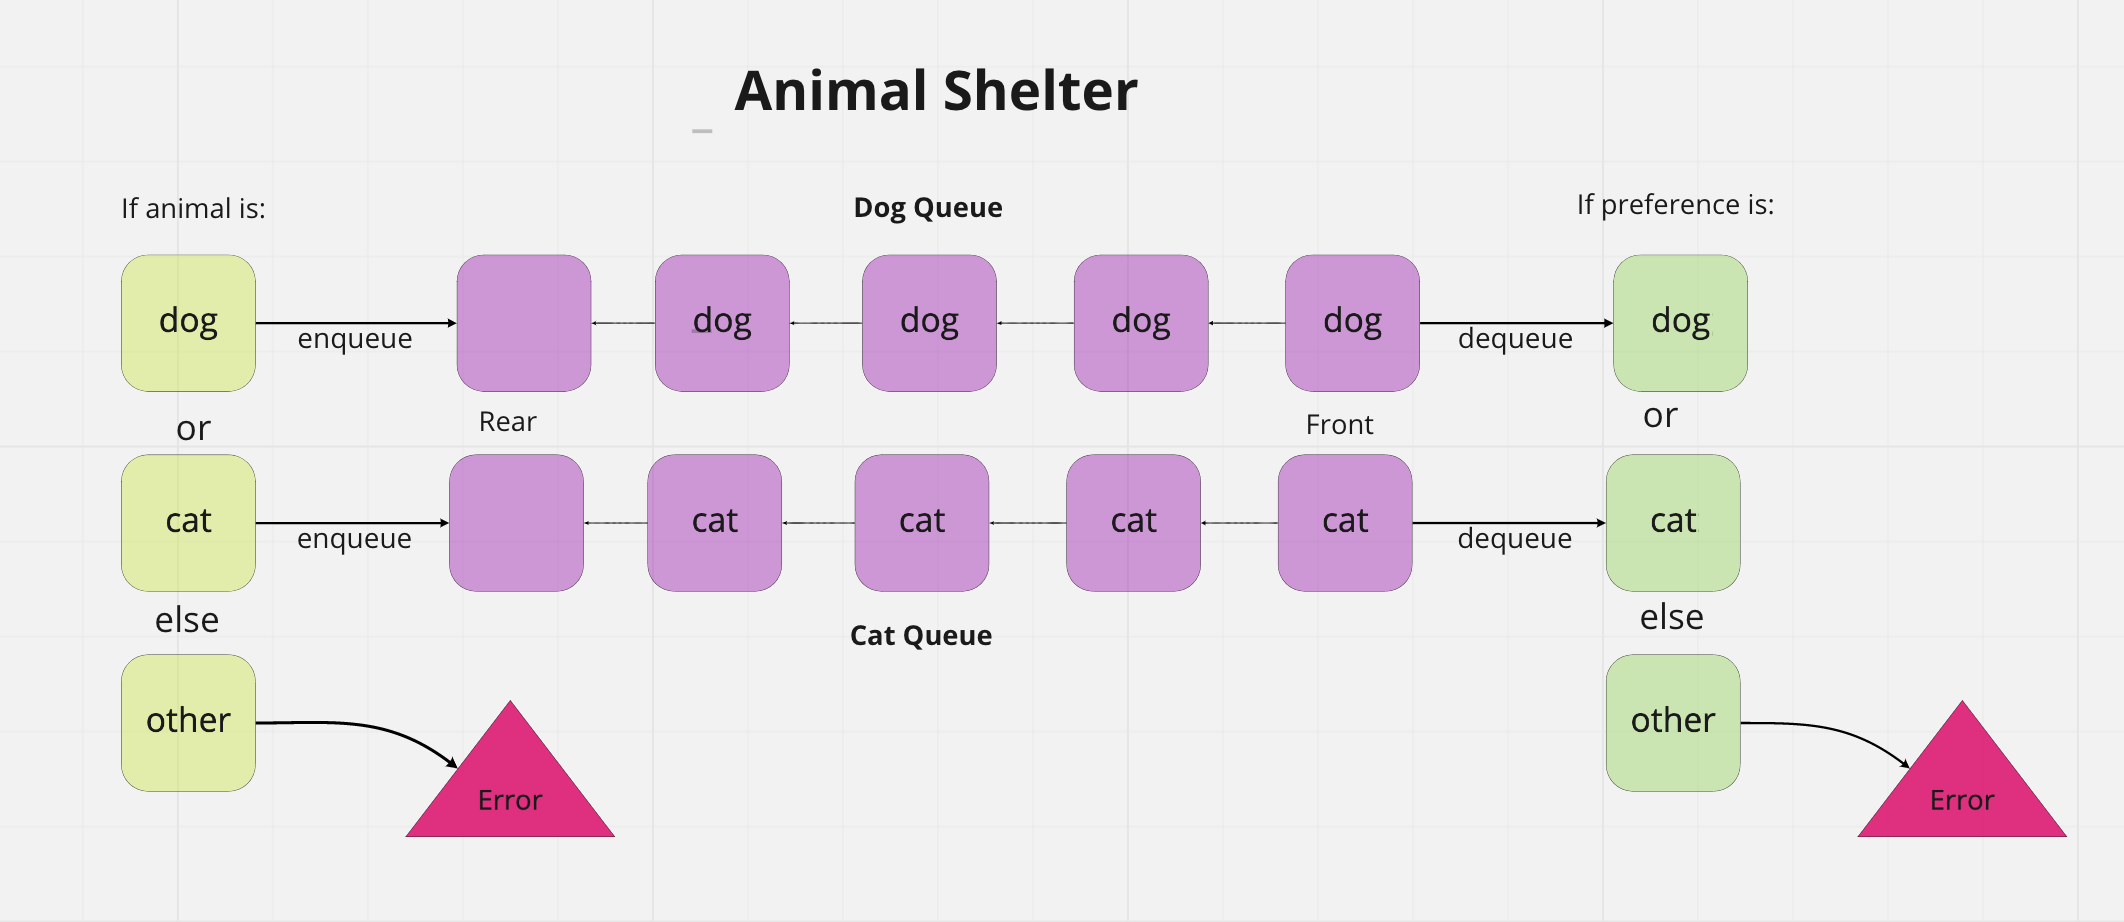 Animal Shelter
If animal is:
Dog Queue
If preference is:
dog
enqueue
dog
dog
dog
dog
dequeue
dog
or
Rear
Front
or
cat
enqueue
cat
cat
cat
cat
dequeue
cat
else
Cat Queue
else
other
Error
other
Error